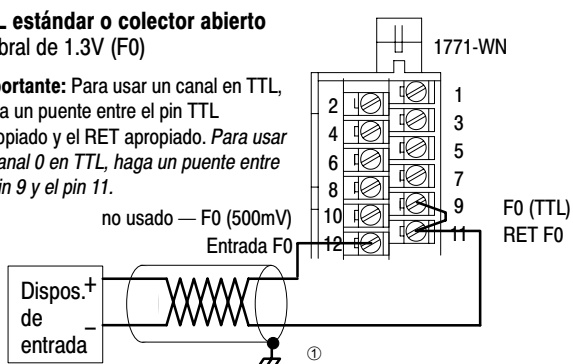 L estándar o colector abierto
bral de 1.3V (F0)
portante: Para usar un canal en TTL,
a un puente entre el pin TTL
opiado y el RET apropiado. Para usar
anal 0 en TTL, haga un puente entre
in 9 y el pin 11.
1771-WN
1
2
3
4
5
6
7
8
no usado — F0 (500mV) 10
9 F0 (TTL)
Entrada F0 12
11 RET F0
Dispos. +
de
entrada –
①